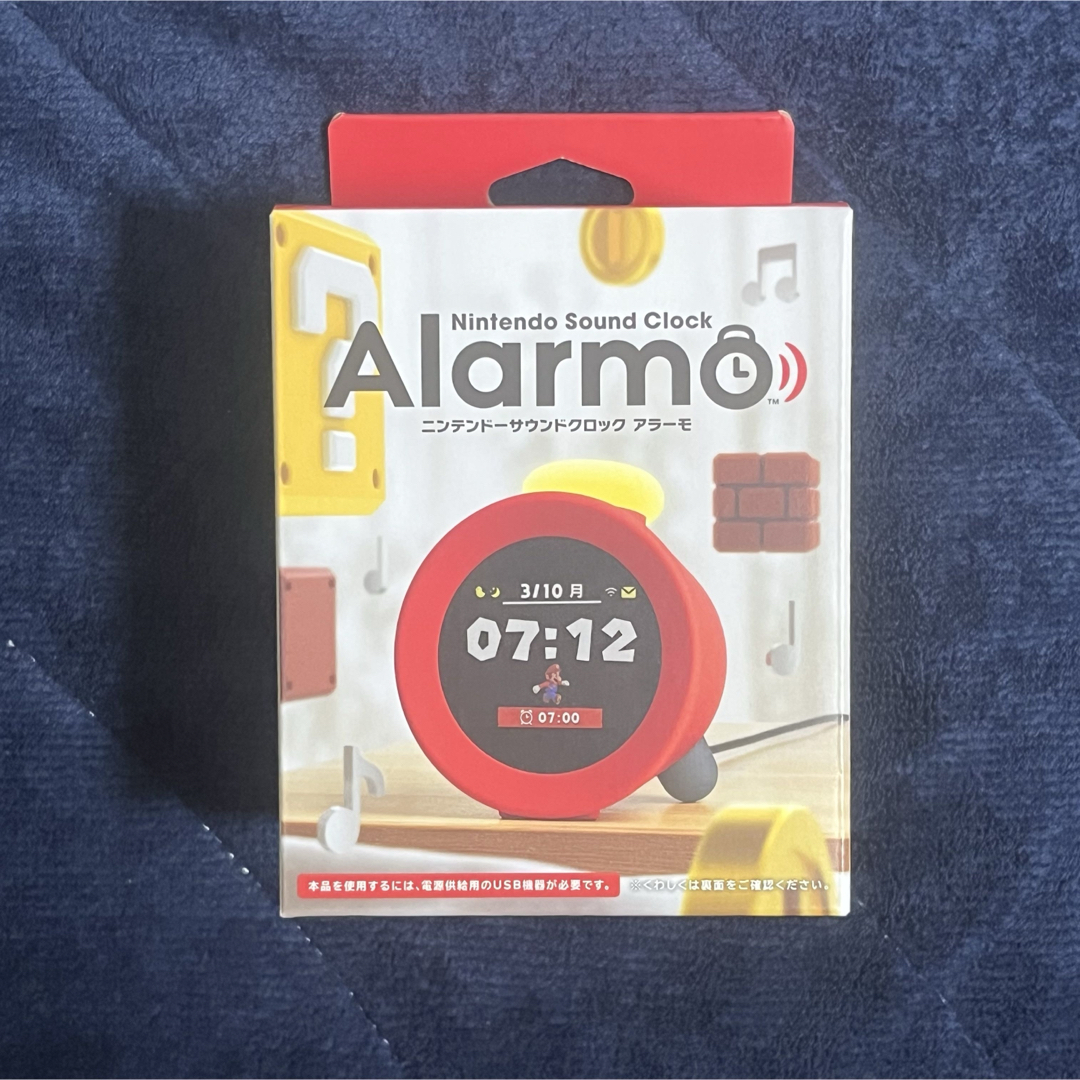 Nintendo Sound Clock
Alarmo
TM
ニンテンドーサウンドクロック アラーモ
3/10 月
07:12
07:00
本品を使用するには、電源供給用のUSB機器が必要です。 ※くわしくは裏面をご確認ください。